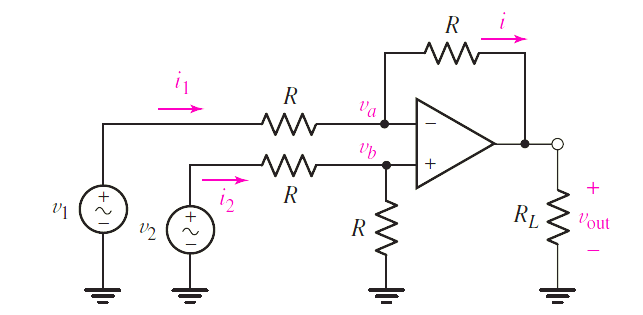 R i
i1
R va
−
vb
+
i2 R
v1 + − v2 + −
R
RL + vout −